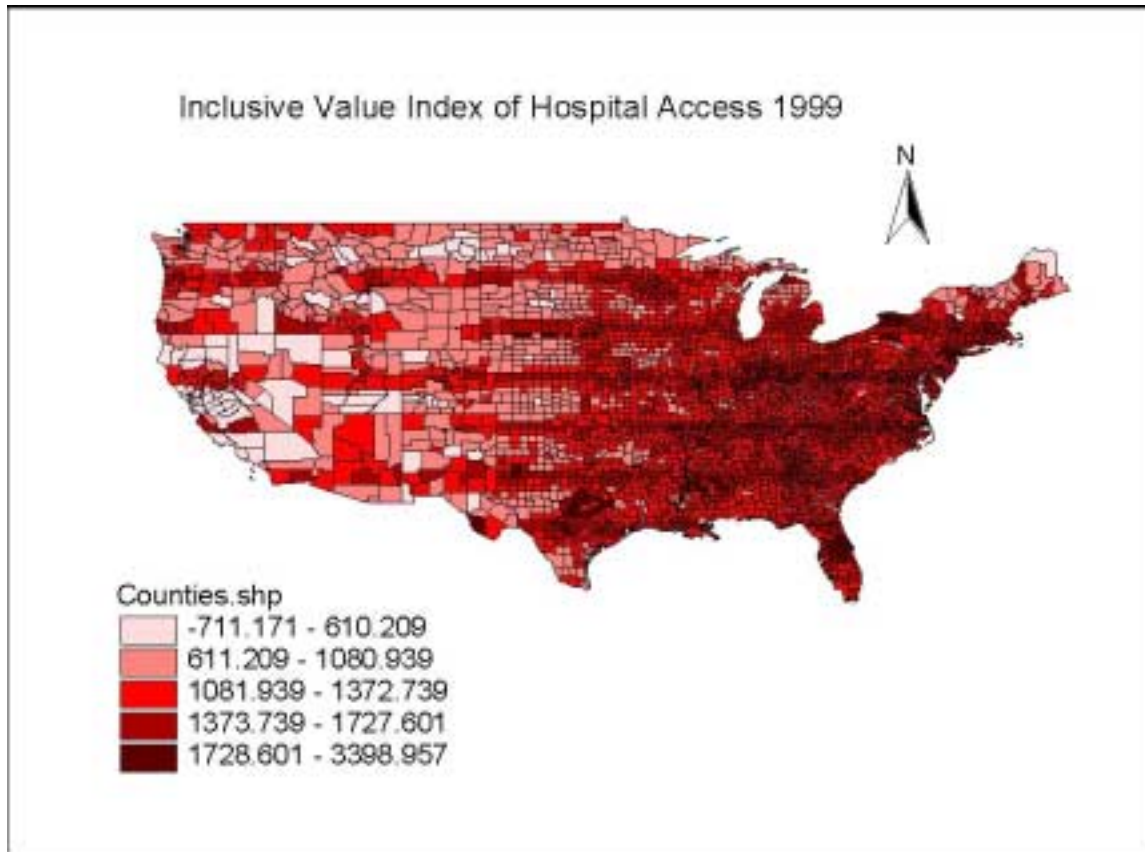 Inclusive Value Index of Hospital Access 1999
N
Counties.shp
-711.171 - 610.209
611.209 - 1080.939
1081.939 - 1372.739
1373.739 - 1727.601
1728.601 - 3398.957